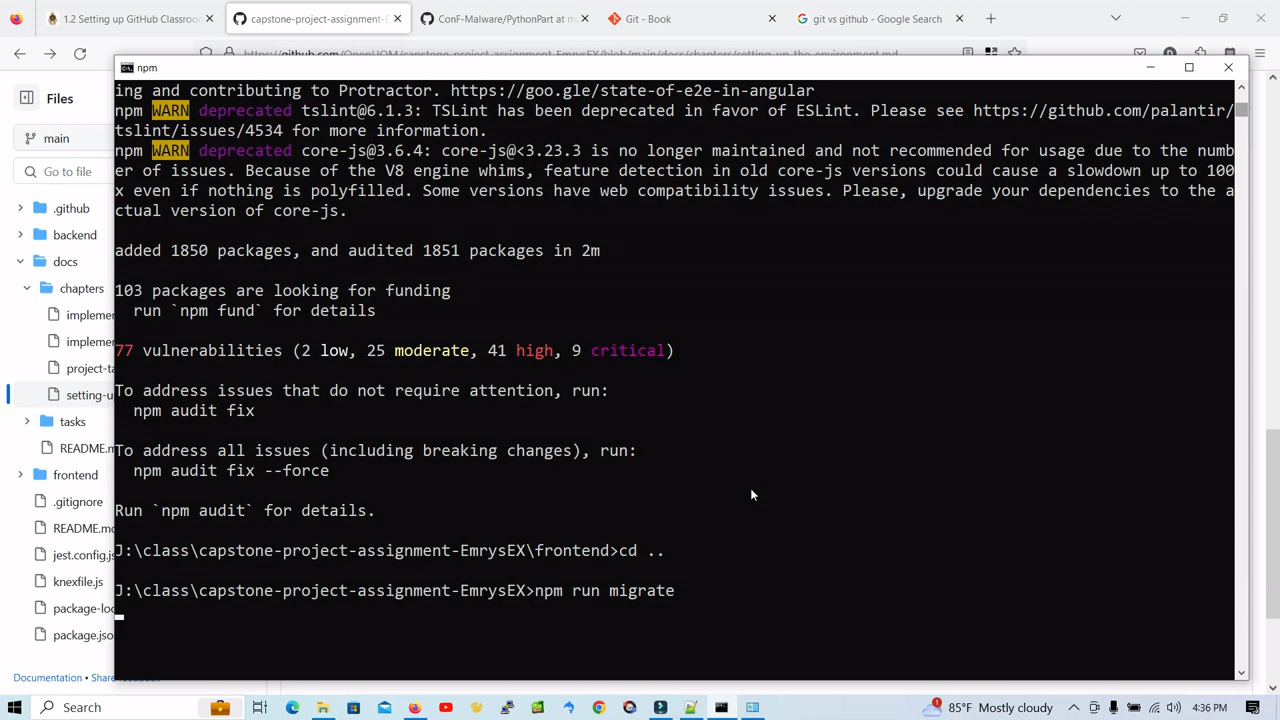 1.2 Setting up GitHub Classroo
capstone-project-assignment-E
ConF-Malware/PythonPart at m
Git - Book
git vs github - Google Search
npm
Files
main
Go to file
.github
backend
docs
chapters
implemen
implemen
project-ta
setting-u
tasks
README.m
frontend
.gitignore
README.md
jest.config.j
knexfile.js
package-loc
package.jso
Documentation • Share feedback
ing and contributing to Protractor. https://goo.gle/state-of-e2e-in-angular
npm WARN deprecated tslint@6.1.3: TSLint has been deprecated in favor of ESLint. Please see https://github.com/palantir/
tslint/issues/4534 for more information.
npm WARN deprecated core-js@3.6.4: core-js@<3.23.3 is no longer maintained and not recommended for usage due to the numb
er of issues. Because of the V8 engine whims, feature detection in old core-js versions could cause a slowdown up to 100
x even if nothing is polyfilled. Some versions have web compatibility issues. Please, upgrade your dependencies to the a
ctual version of core-js.
added 1850 packages, and audited 1851 packages in 2m
103 packages are looking for funding
run `npm fund` for details
77 vulnerabilities (2 low, 25 moderate, 41 high, 9 critical)
To address issues that do not require attention, run:
npm audit fix
To address all issues (including breaking changes), run:
npm audit fix --force
Run `npm audit` for details.
J:\class\capstone-project-assignment-EmrysEX\frontend>cd ..
J:\class\capstone-project-assignment-EmrysEX>npm run migrate
Search
85°F Mostly cloudy
4:36 PM